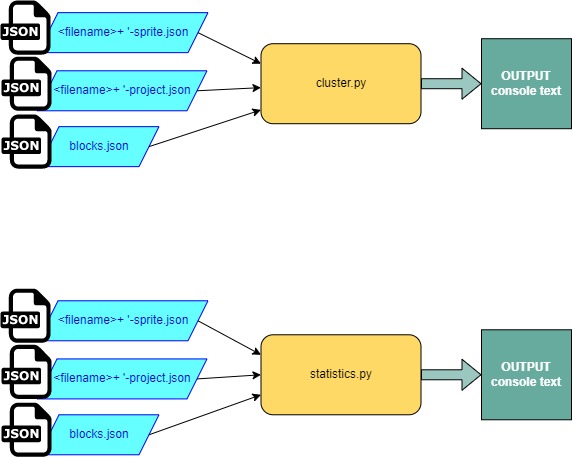 JSON
<filename>+ '-sprite.json
JSON
<filename>+ '-project.json
JSON
blocks.json
cluster.py
OUTPUT
console text
JSON
<filename>+ '-sprite.json
JSON
<filename>+ '-project.json
JSON
blocks.json
statistics.py
OUTPUT
console text